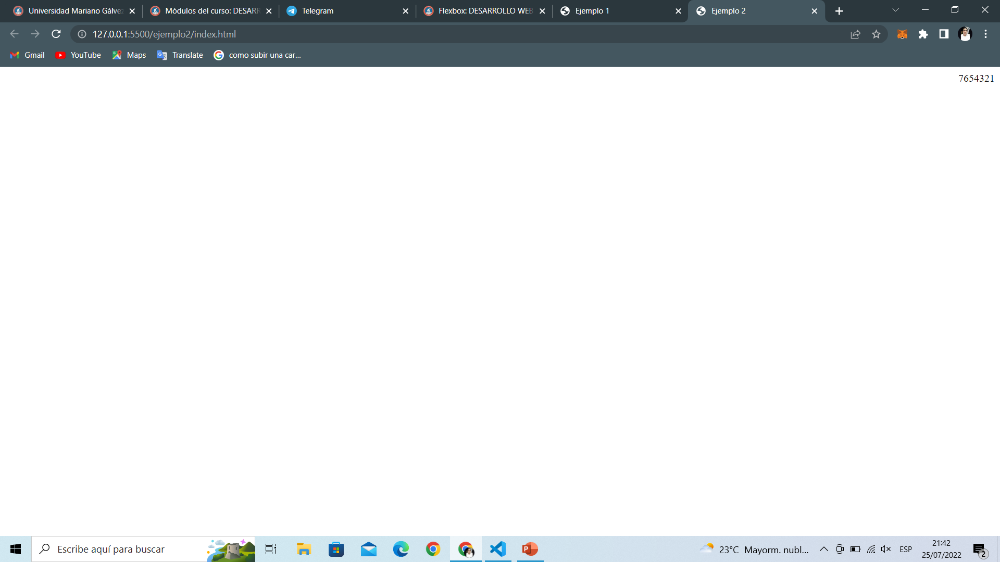 Universidad Mariano Gálvez
Módulos del curso: DESARR
Telegram
Flexbox: DESARROLLO WEB
Ejemplo 1
Ejemplo 2
127.0.0.1:5500/ejemplo2/index.html
Gmail
YouTube
Maps
Translate
como subir una car...
7654321
Escribe aquí para buscar
23°C Mayorm. nubl...
ESP
21:42
25/07/2022
2